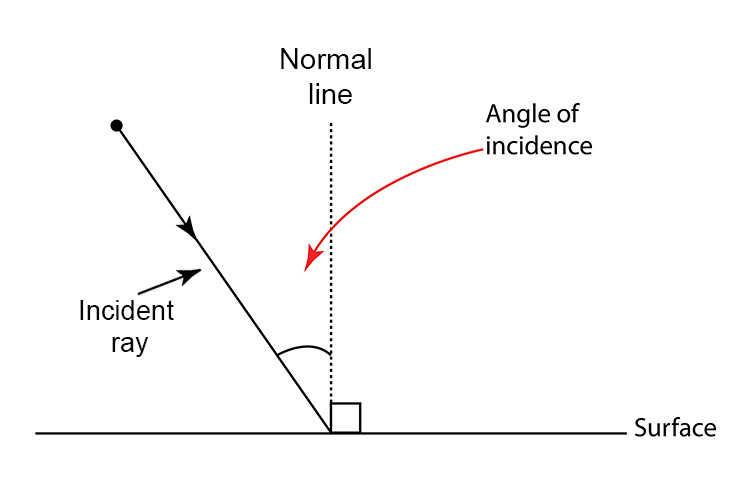 Normal
line
Angle of
incidence
Incident
ray
Surface